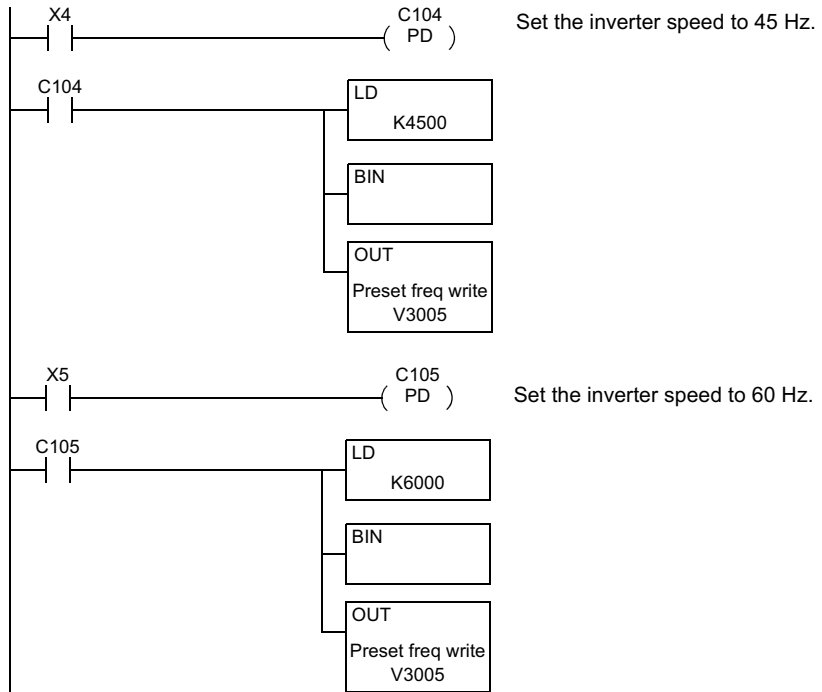 X4
C104
PD
Set the inverter speed to 45 Hz.
C104
LD
K4500
BIN
OUT
Preset freq write
V3005
X5
C105
PD
Set the inverter speed to 60 Hz.
C105
LD
K6000
BIN
OUT
Preset freq write
V3005